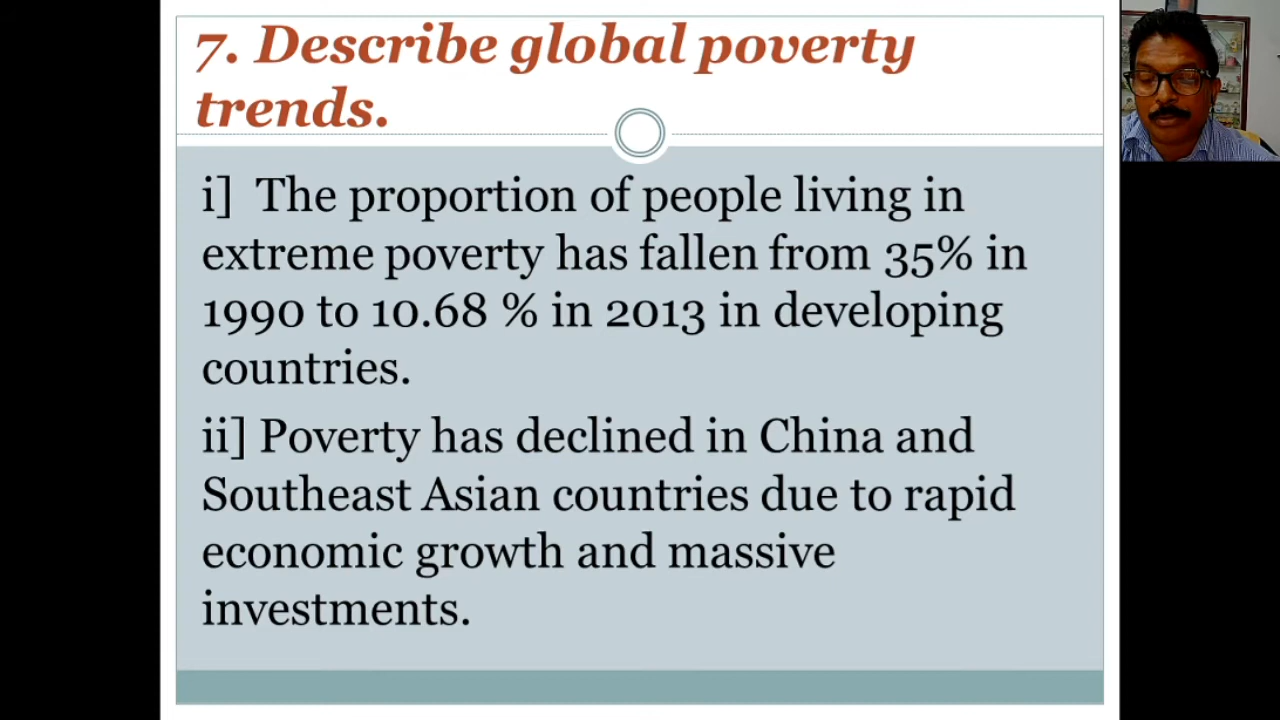 7. Describe global poverty
trends.
i] The proportion of people living in
extreme poverty has fallen from 35% in
1990 to 10.68 % in 2013 in developing
countries.
ii] Poverty has declined in China and
Southeast Asian countries due to rapid
economic growth and massive
investments.